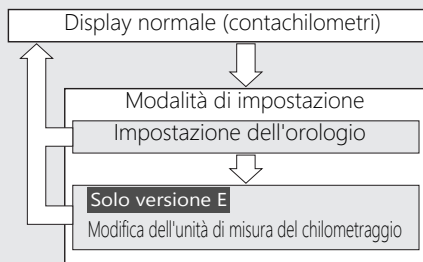 Display normale (contachilometri)
Modalità di impostazione
Impostazione dell'orologio
Solo versione E
Modifica dell'unità di misura del chilometraggio